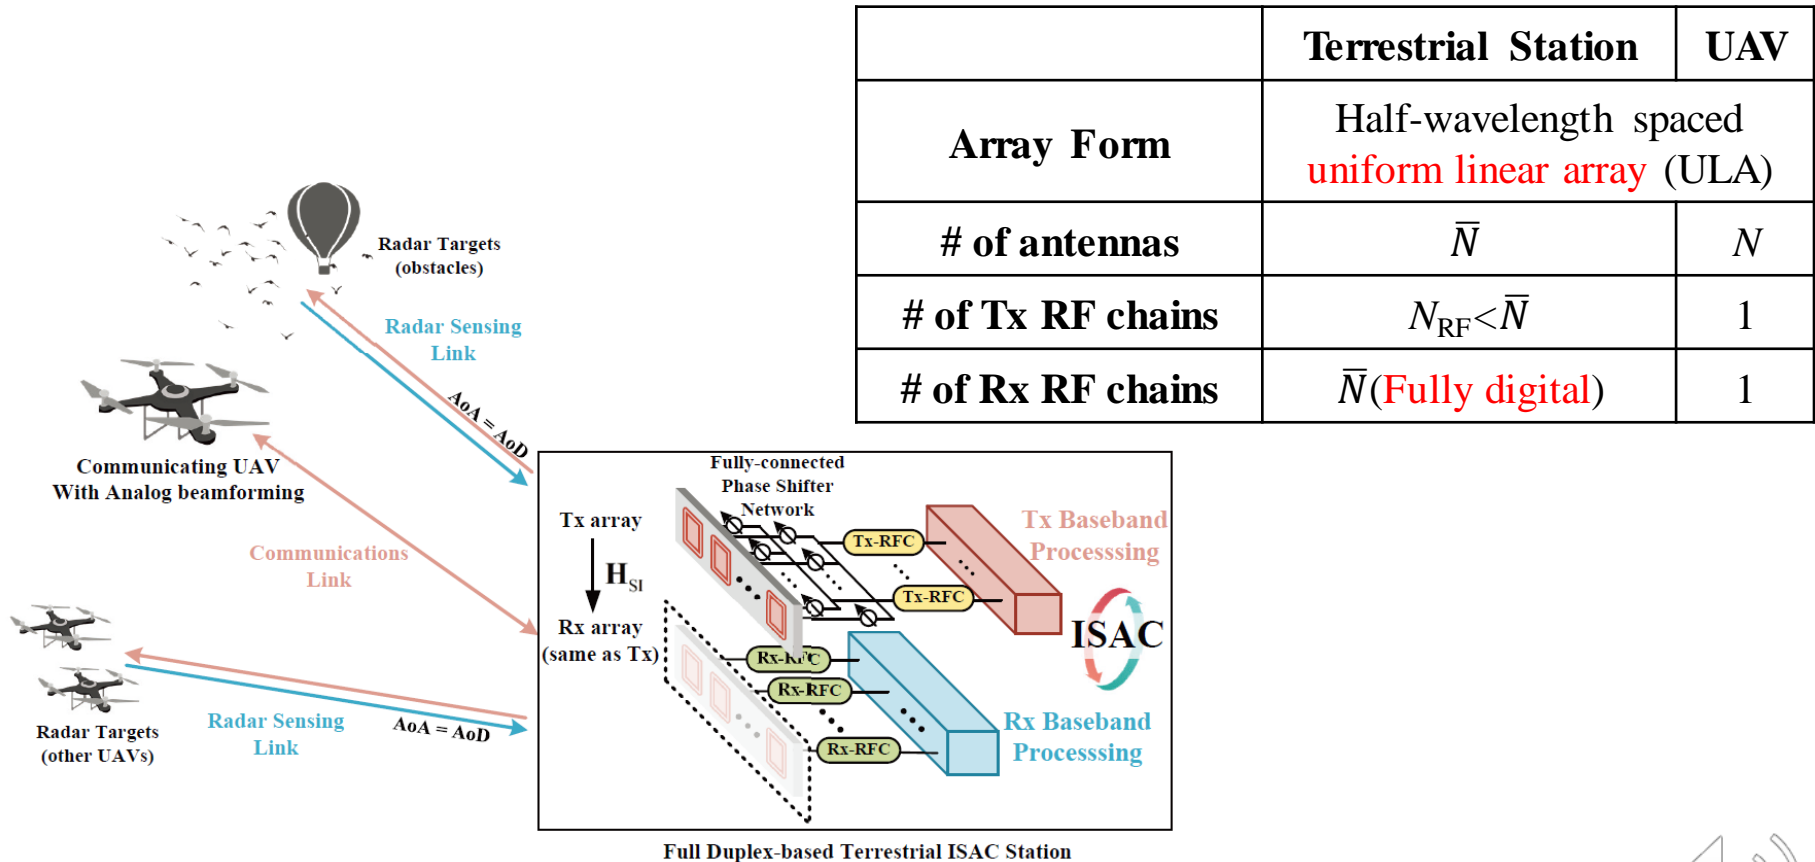 Terrestrial Station UAV
Array Form
Half-wavelength spaced
uniform linear array (ULA)
# of antennas N̅ N
# of Tx RF chains N_RF<N̅ 1
# of Rx RF chains N̅(Fully digital) 1
Radar Targets
(obstacles)
Radar Sensing
Link
AoA = AoD
Communicating UAV
With Analog beamforming
Communications
Link
Radar Targets
(other UAVs)
Radar Sensing
Link
AoA = AoD
Tx array
H_SI
Rx array
(same as Tx)
Fully-connected
Phase Shifter
Network
Tx-RFC
Tx-RFC
Tx Baseband
Processsing
ISAC
Rx-RFC
Rx-RFC
Rx-RFC
Rx Baseband
Processsing
Full Duplex-based Terrestrial ISAC Station